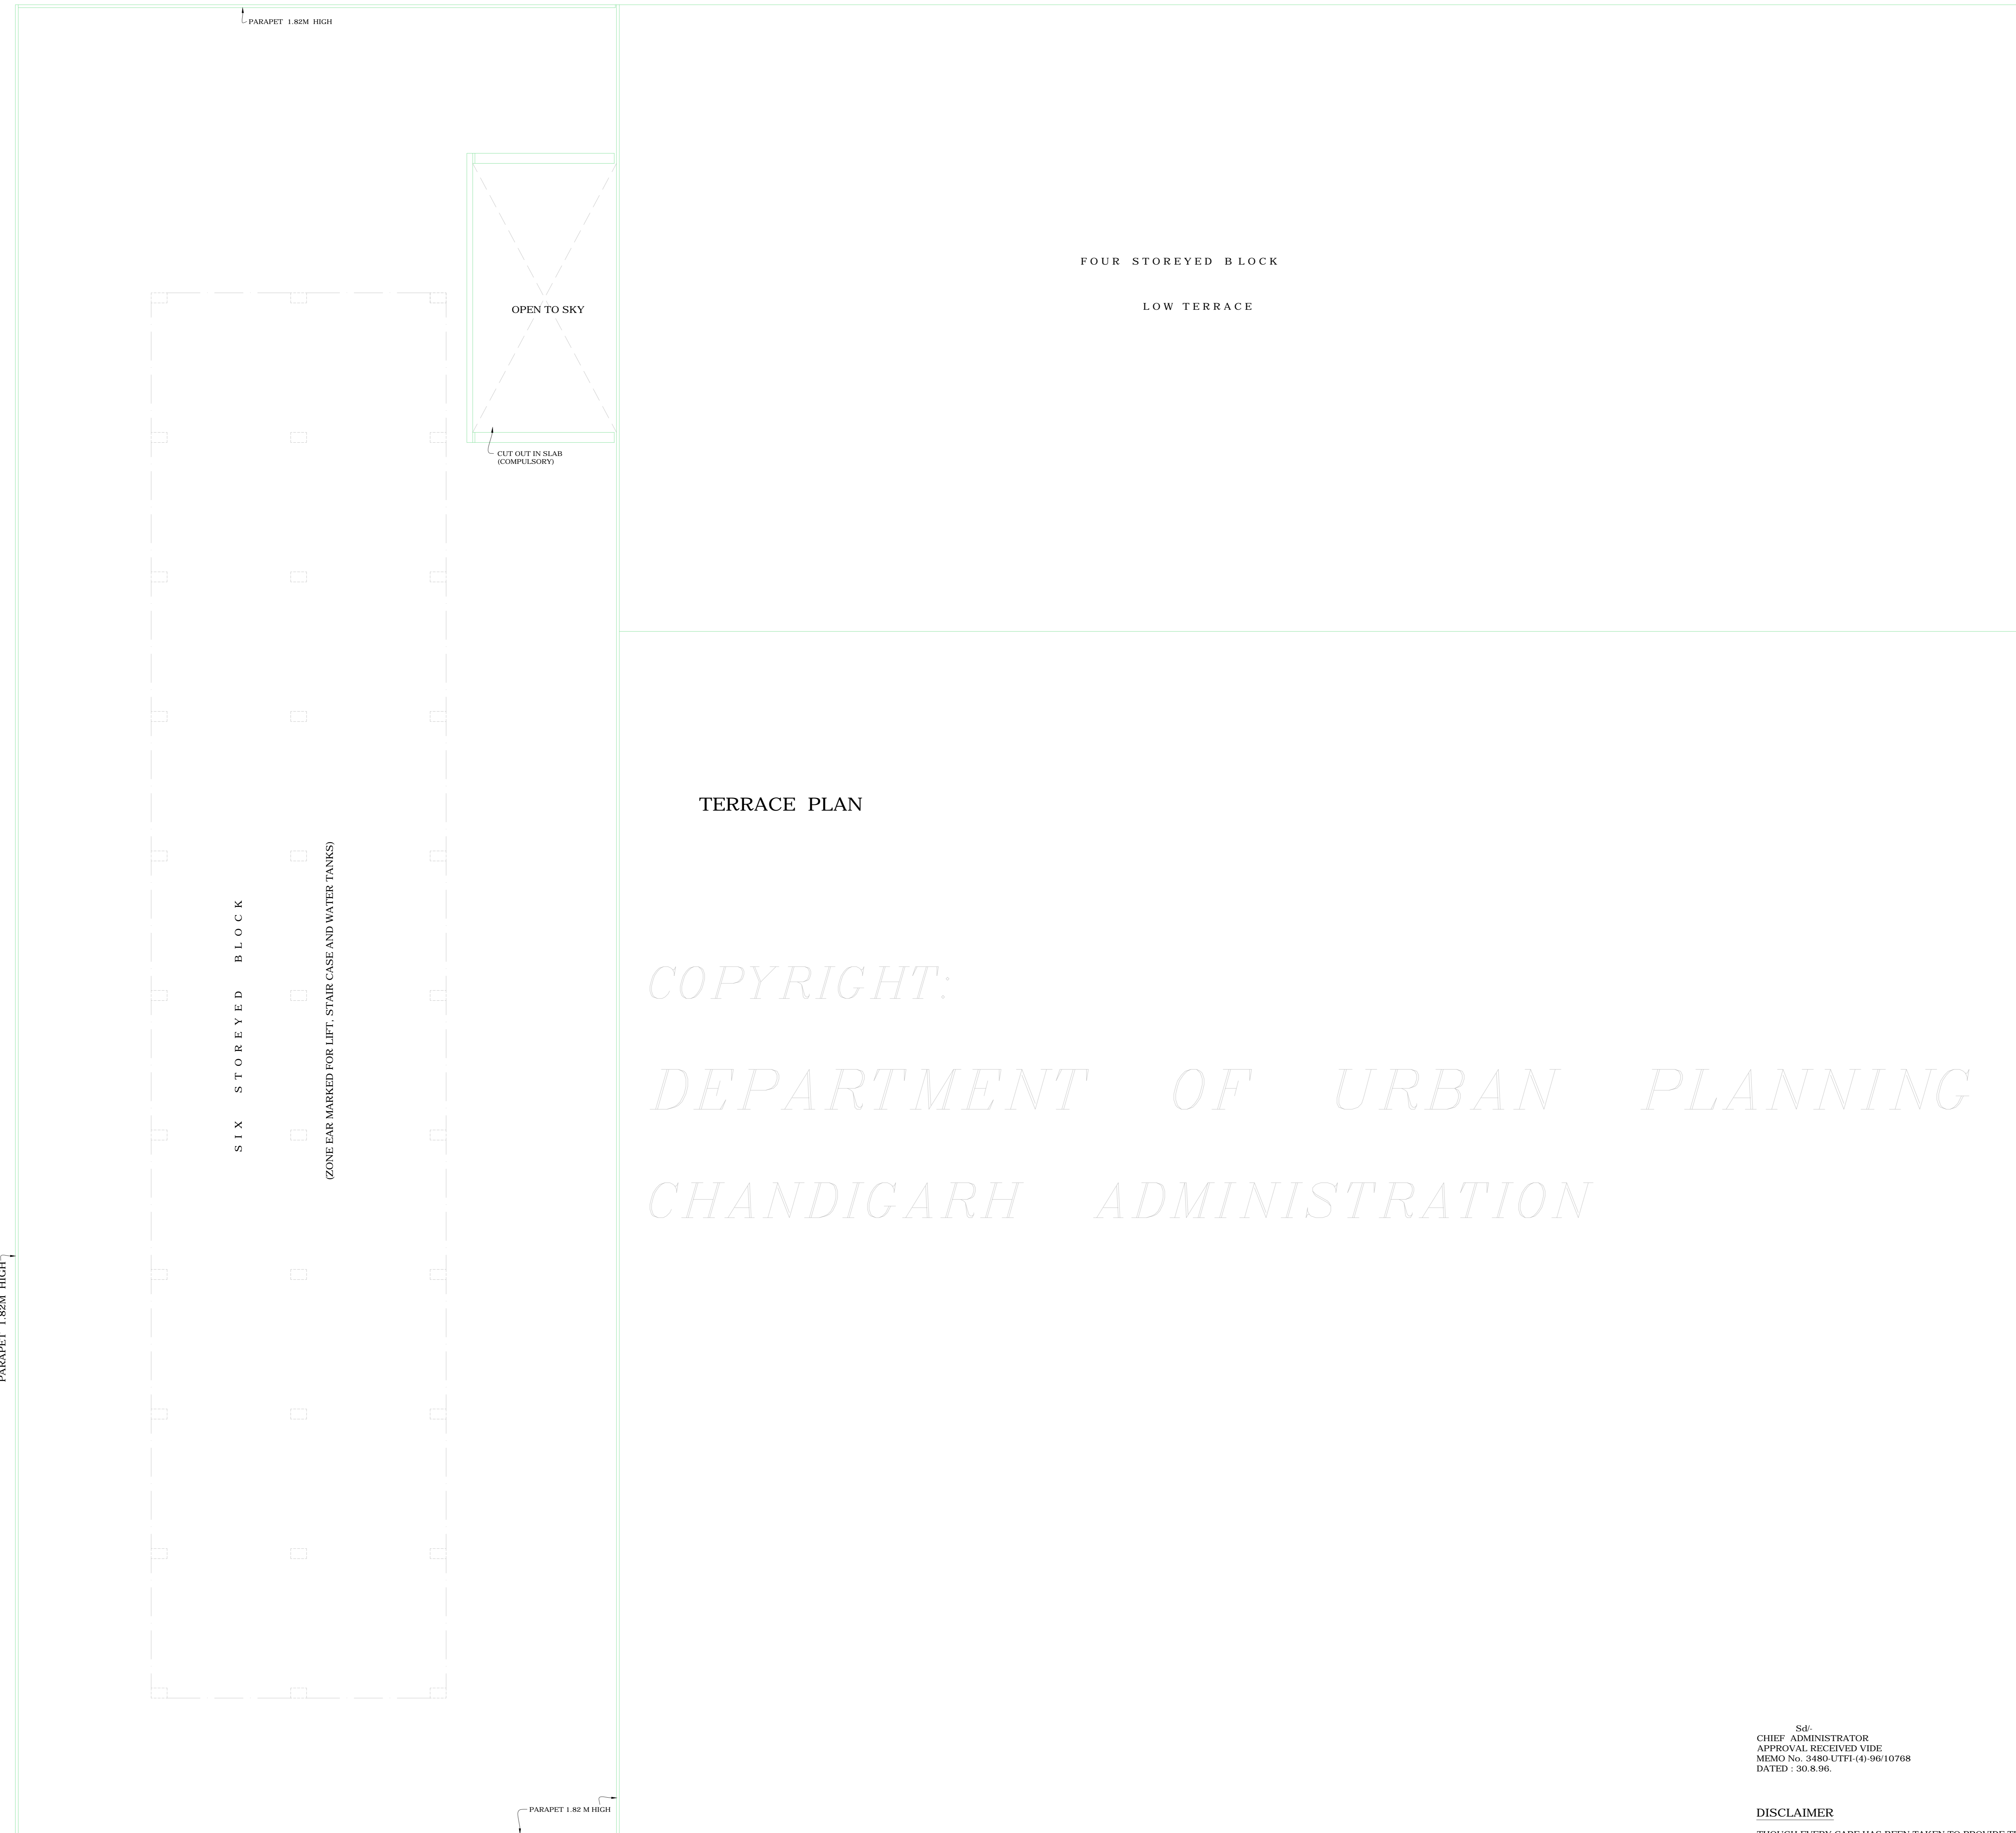 PARAPET 1.82M HIGH
FOUR STOREYED BLOCK
LOW TERRACE
OPEN TO SKY
CUT OUT IN SLAB
(COMPULSORY)
TERRACE PLAN
SIX STOREYED BLOCK
(ZONE EAR MARKED FOR LIFT, STAIR CASE AND WATER TANKS)
COPYRIGHT:
DEPARTMENT OF URBAN PLANNING
CHANDIGARH ADMINISTRATION
PARAPET 1.82M HIGH
Sd/-
CHIEF ADMINISTRATOR
APPROVAL RECEIVED VIDE
MEMO No. 3480-UTFI-(4)-96/10768
DATED : 30.8.96.
PARAPET 1.82 M HIGH
DISCLAIMER